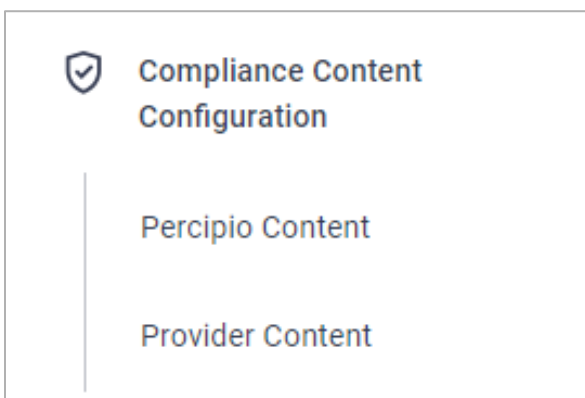 Compliance Content
Configuration
Percipio Content
Provider Content